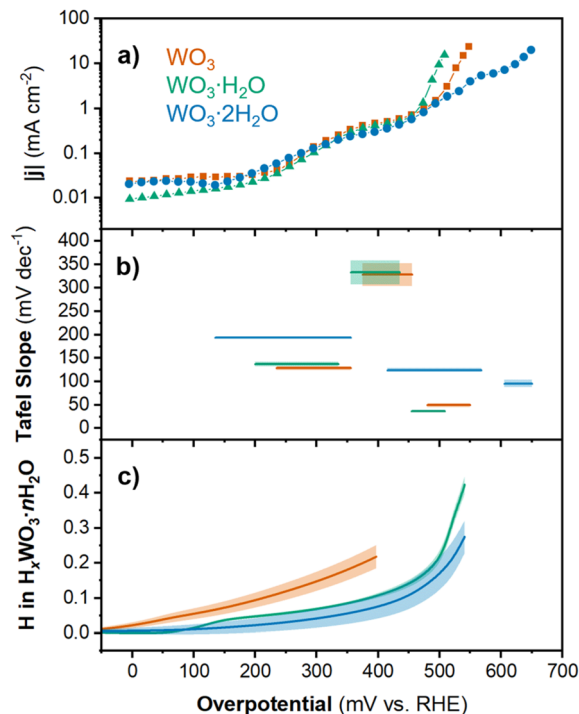 100
10
1
0.1
0.01
|j| (mA cm⁻²)
a)
WO₃
WO₃·H₂O
WO₃·2H₂O
400
350
300
250
200
150
100
50
0
Tafel Slope (mV dec⁻¹)
b)
0.5
0.4
0.3
0.2
0.1
0.0
H in HₓWO₃·nH₂O
c)
0 100 200 300 400 500 600 700
Overpotential (mV vs. RHE)